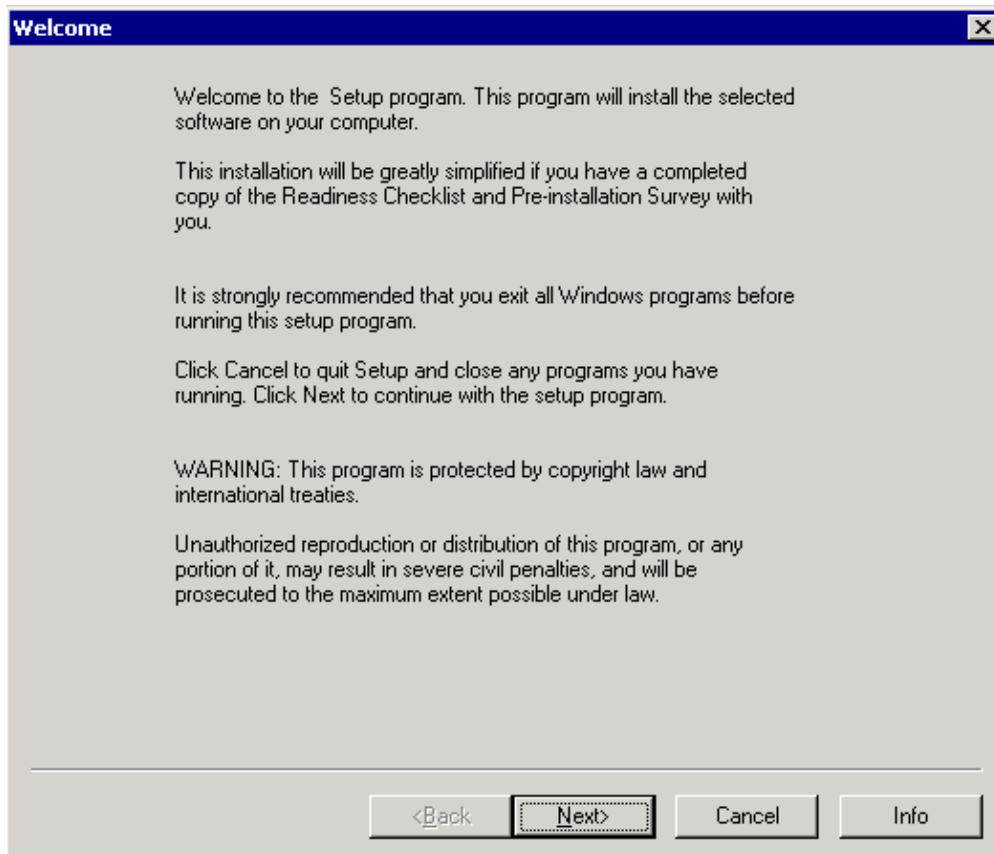 Welcome
Welcome to the  Setup program. This program will install the selected
software on your computer.
This installation will be greatly simplified if you have a completed
copy of the Readiness Checklist and Pre-installation Survey with
you.
It is strongly recommended that you exit all Windows programs before
running this setup program.
Click Cancel to quit Setup and close any programs you have
running. Click Next to continue with the setup program.
WARNING: This program is protected by copyright law and
international treaties.
Unauthorized reproduction or distribution of this program, or any
portion of it, may result in severe civil penalties, and will be
prosecuted to the maximum extent possible under law.
<Back Next> Cancel Info